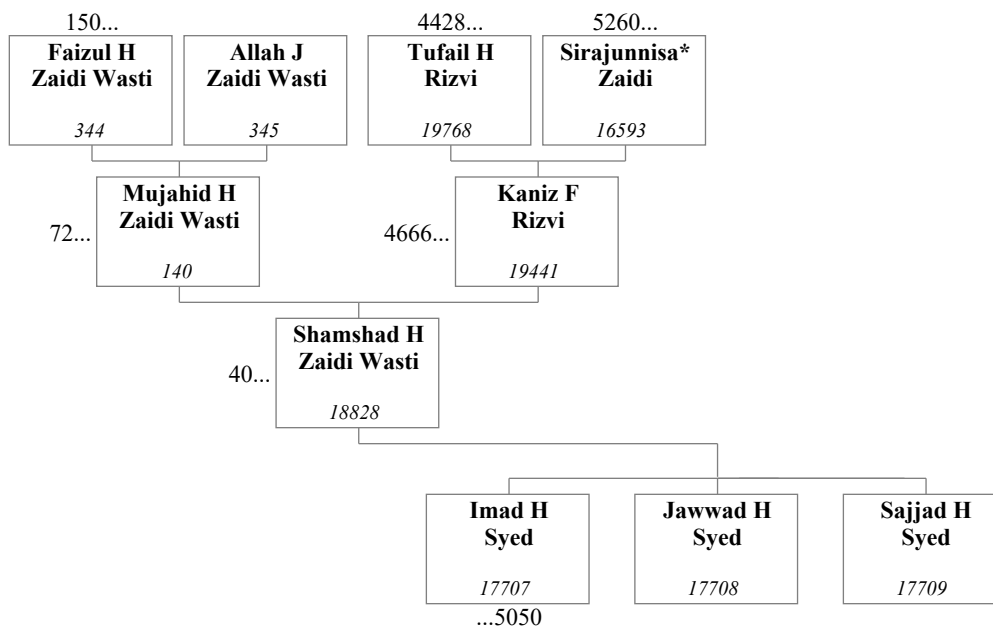 150...
4428...
5260...
Faizul H
Zaidi Wasti
344
Allah J
Zaidi Wasti
345
Tufail H
Rizvi
19768
Sirajunnisa*
Zaidi
16593
72...
Mujahid H
Zaidi Wasti
140
4666...
Kaniz F
Rizvi
19441
40...
Shamshad H
Zaidi Wasti
18828
Imad H
Syed
17707
Jawwad H
Syed
17708
Sajjad H
Syed
17709
...5050